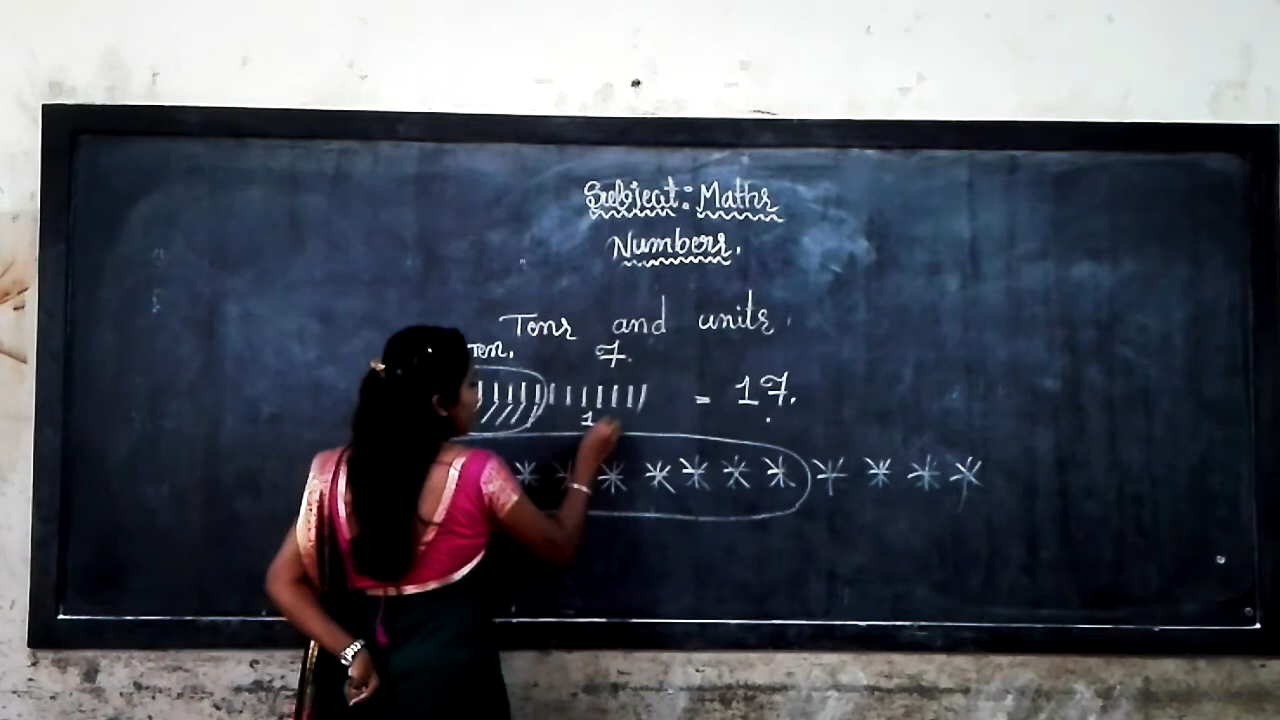 Subject: Maths
Numbers.
Tens and units.
Ten. 7.
= 17.
1